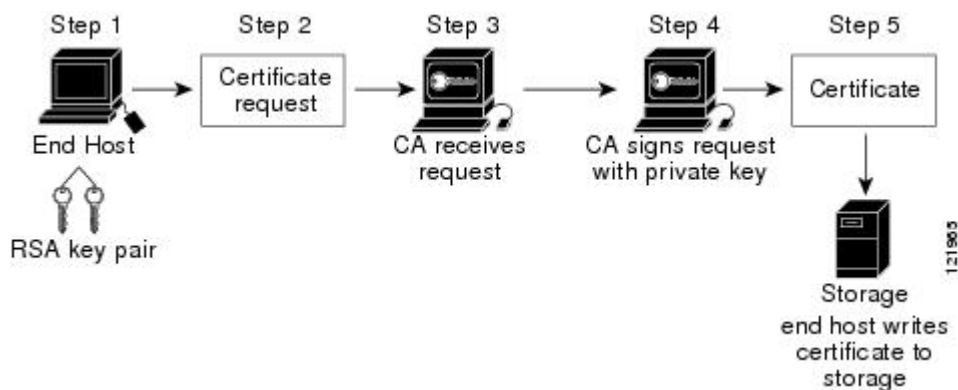 Step 1
Step 2
Step 3
Step 4
Step 5
Certificate
request
Certificate
End Host
CA receives
request
CA signs request
with private key
RSA key pair
Storage
end host writes
certificate to
storage
121965